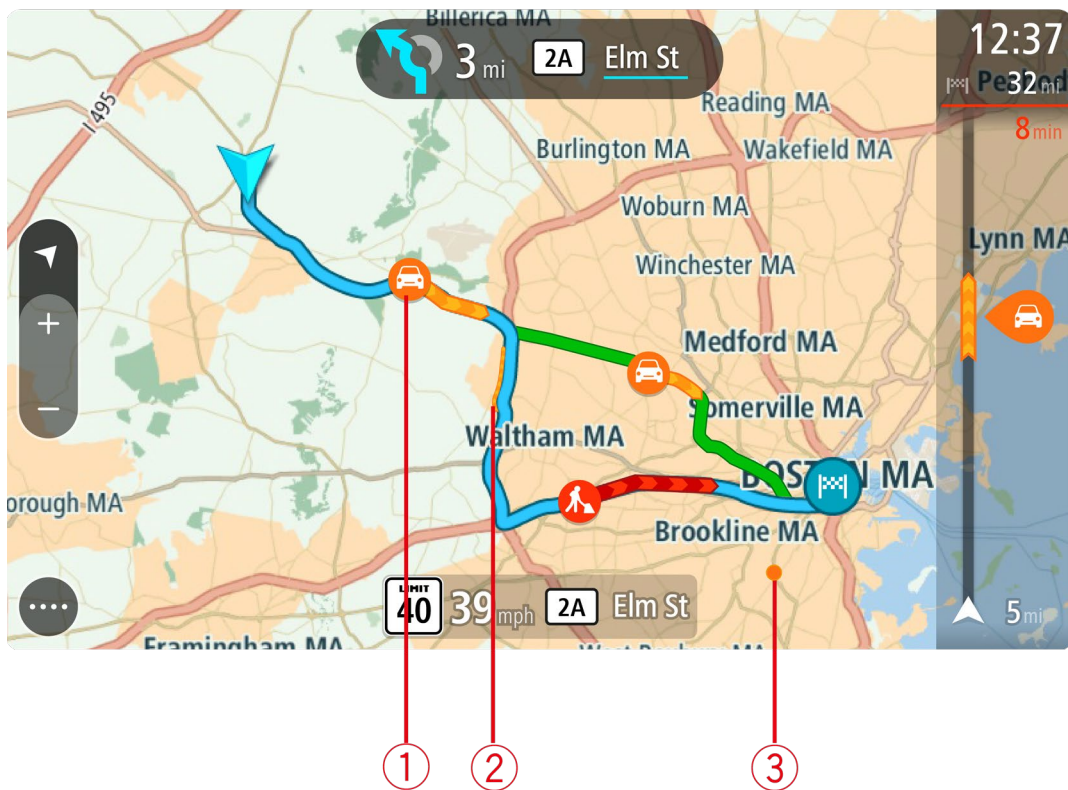 Billerica MA
12:37
3 mi 2A Elm St
32 mi
8 min
I 495
Reading MA
Burlington MA Wakefield MA
Woburn MA
Lynn MA
Winchester MA
+
Medford MA
−
Somerville MA
Waltham MA
BOSTON MA
orough MA
Brookline MA
LIMIT
40 39 mph 2A Elm St
5 mi
Framingham MA
1 2 3